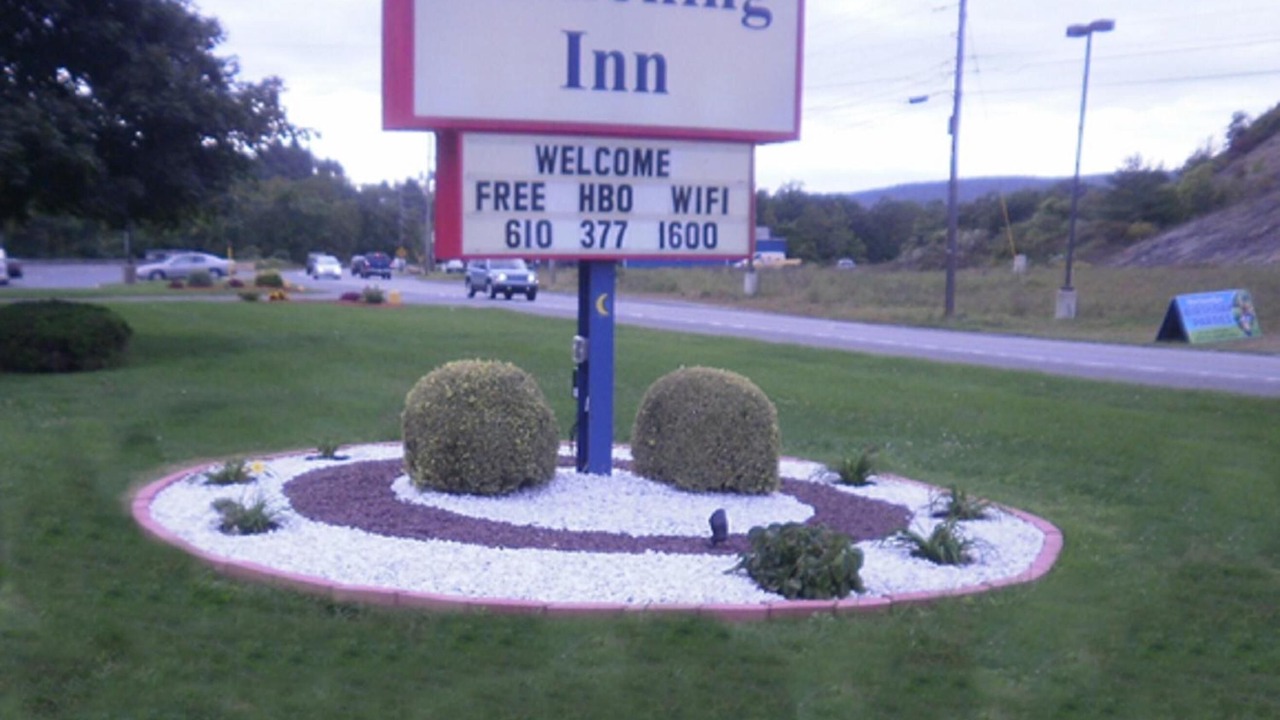 Inn
WELCOME
FREE HBO WIFI
610 377 1600